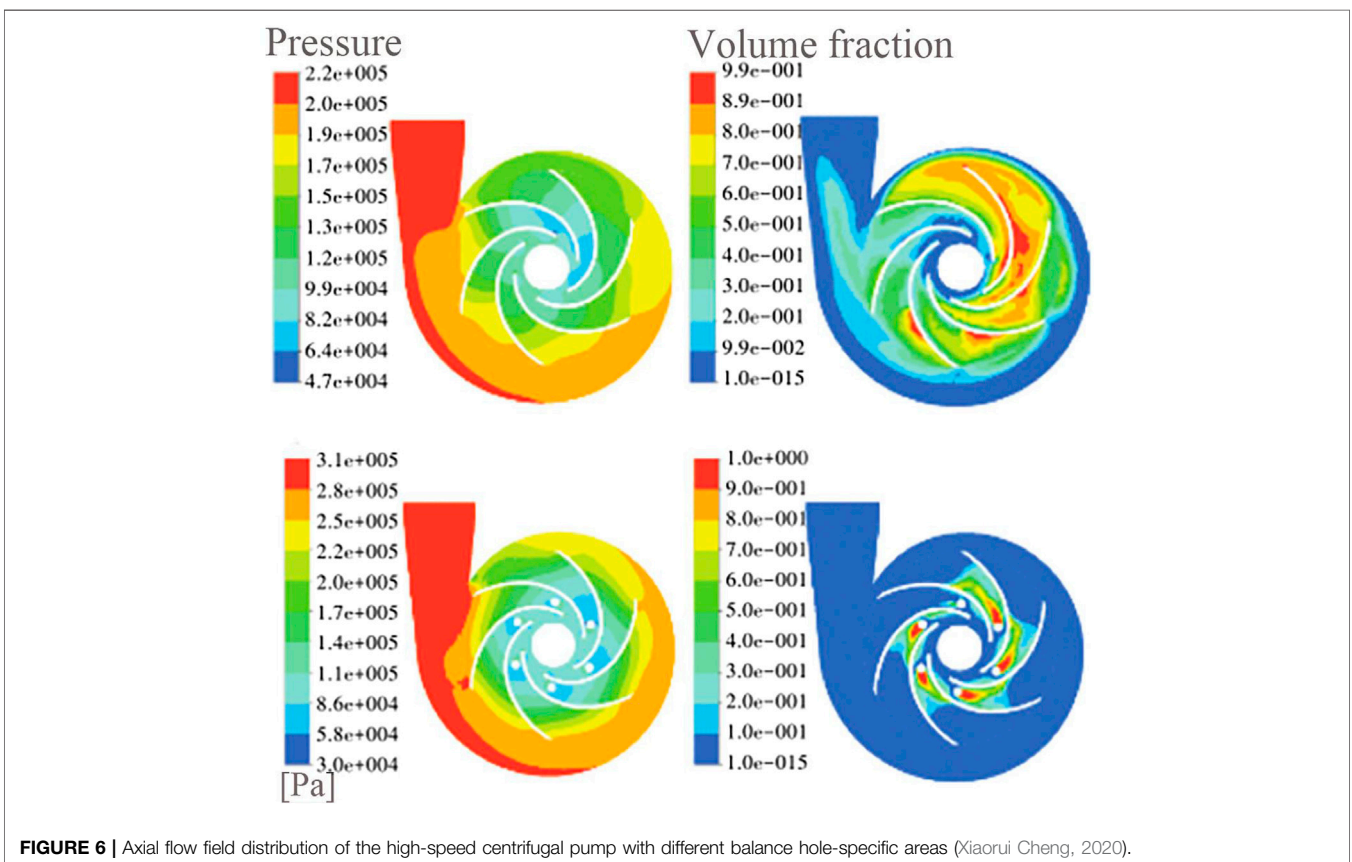 Pressure
2.2e+005
2.0e+005
1.9e+005
1.7e+005
1.5e+005
1.3e+005
1.2e+005
9.9e+004
8.2e+004
6.4e+004
4.7e+004
Volume fraction
9.9e-001
8.9e-001
8.0e-001
7.0e-001
6.0e-001
5.0e-001
4.0e-001
3.0e-001
2.0e-001
9.9e-002
1.0e-015
3.1e+005
2.8e+005
2.5e+005
2.2e+005
2.0e+005
1.7e+005
1.4e+005
1.1e+005
8.6e+004
5.8e+004
3.0e+004
[Pa]
1.0e+000
9.0e-001
8.0e-001
7.0e-001
6.0e-001
5.0e-001
4.0e-001
3.0e-001
2.0e-001
1.0e-001
1.0e-015
FIGURE 6 | Axial flow field distribution of the high-speed centrifugal pump with different balance hole-specific areas (Xiaorui Cheng, 2020).